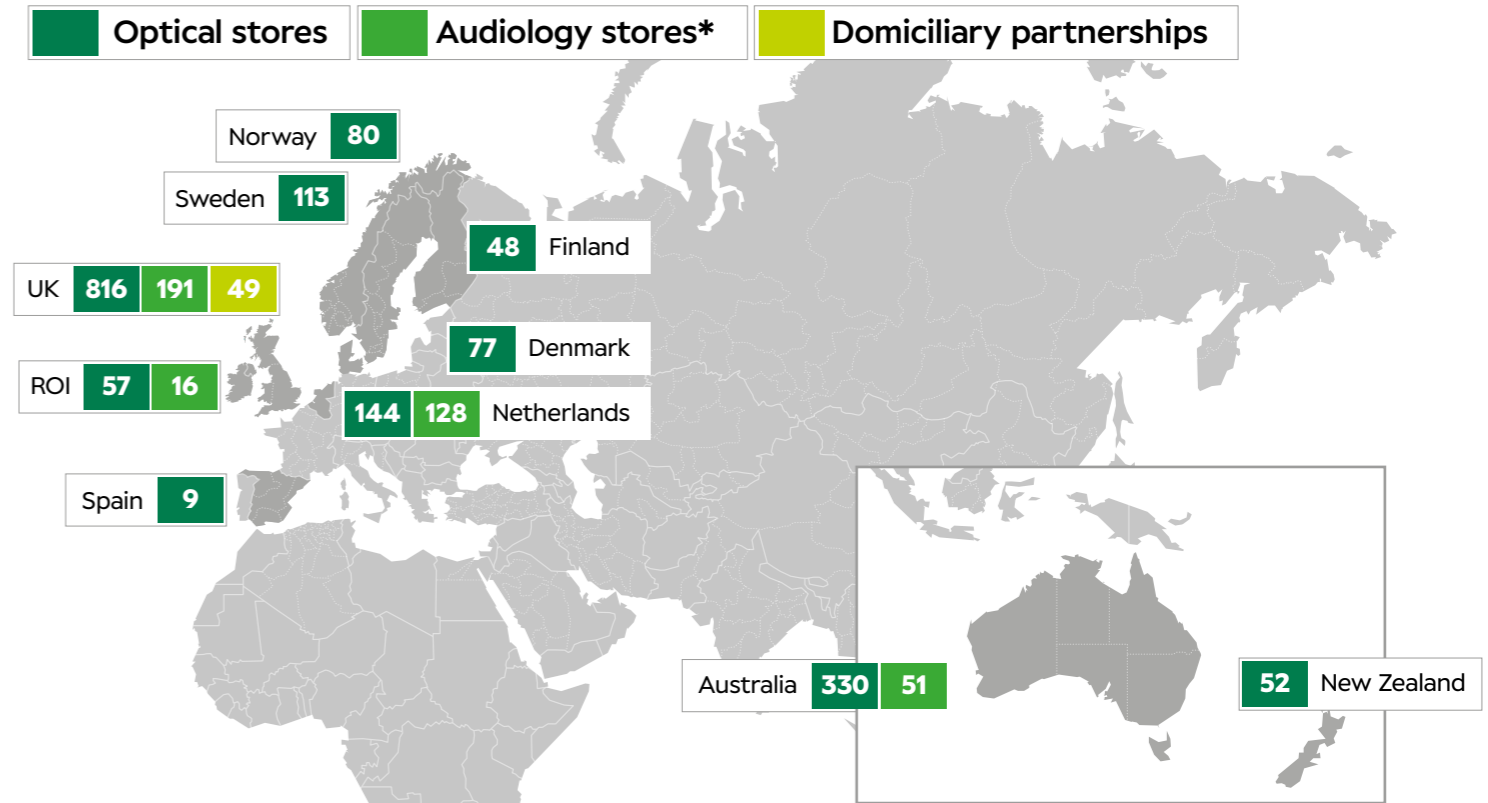 Optical stores Audiology stores* Domiciliary partnerships
Norway 80
Sweden 113
48 Finland
UK 816 191 49
77 Denmark
ROI 57 16
144 128 Netherlands
Spain 9
Australia 330 51
52 New Zealand